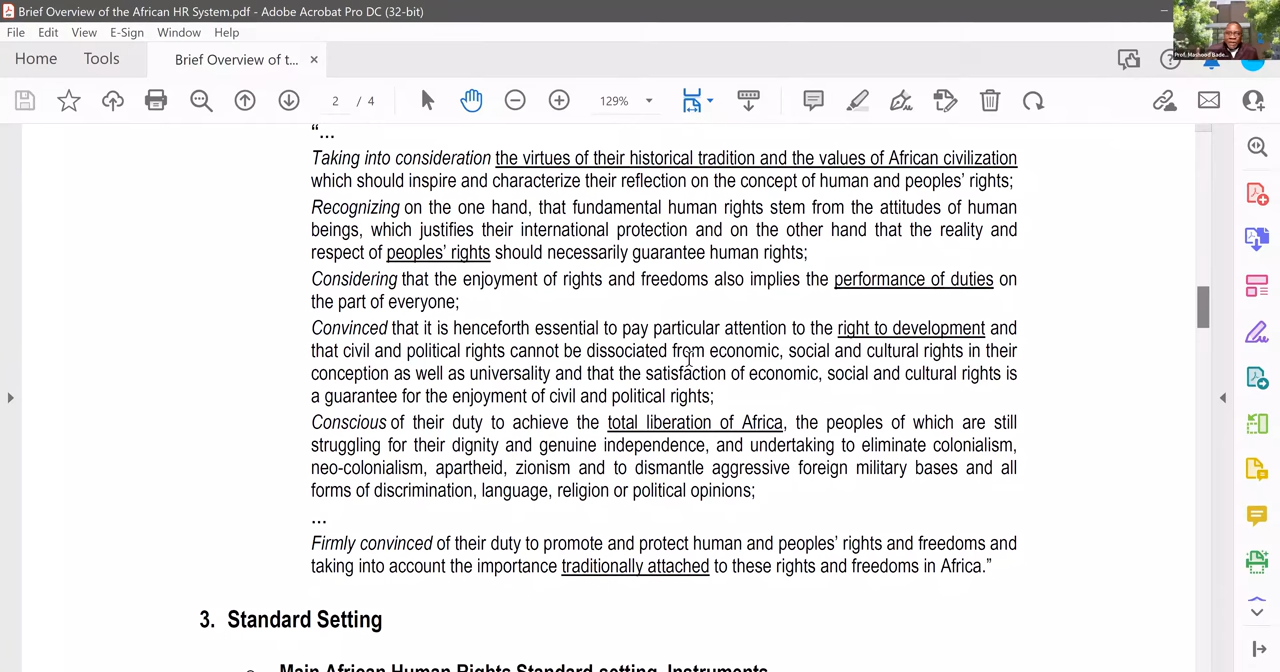 Brief Overview of the African HR System.pdf - Adobe Acrobat Pro DC (32-bit)
File Edit View E-Sign Window Help
Home Tools Brief Overview of t... ×
2 / 4 129%
“...
Taking into consideration the virtues of their historical tradition and the values of African civilization
which should inspire and characterize their reflection on the concept of human and peoples’ rights;
Recognizing on the one hand, that fundamental human rights stem from the attitudes of human
beings, which justifies their international protection and on the other hand that the reality and
respect of peoples’ rights should necessarily guarantee human rights;
Considering that the enjoyment of rights and freedoms also implies the performance of duties on
the part of everyone;
Convinced that it is henceforth essential to pay particular attention to the right to development and
that civil and political rights cannot be dissociated from economic, social and cultural rights in their
conception as well as universality and that the satisfaction of economic, social and cultural rights is
a guarantee for the enjoyment of civil and political rights;
Conscious of their duty to achieve the total liberation of Africa, the peoples of which are still
struggling for their dignity and genuine independence, and undertaking to eliminate colonialism,
neo-colonialism, apartheid, zionism and to dismantle aggressive foreign military bases and all
forms of discrimination, language, religion or political opinions;
...
Firmly convinced of their duty to promote and protect human and peoples’ rights and freedoms and
taking into account the importance traditionally attached to these rights and freedoms in Africa.”
3. Standard Setting
Main African Human Rights Standard-setting Instruments